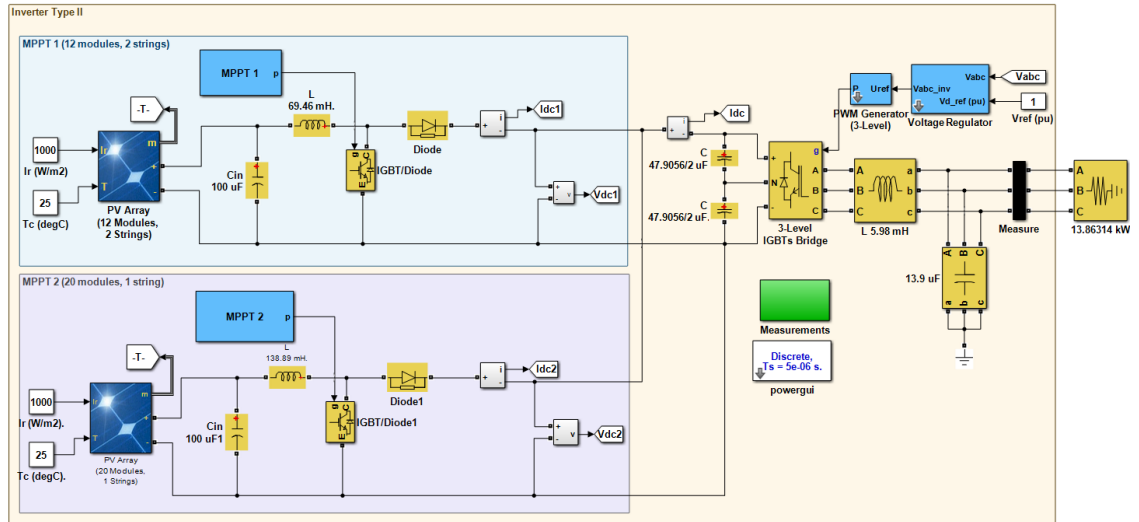 Inverter Type II
MPPT 1 (12 modules, 2 strings)
MPPT 1
p
-T-
L
69.46 mH.
Diode
+
-
i
Idc1
1000
Ir (W/m2)
25
Tc (degC)
Ir
T
m
+
-
PV Array
(12 Modules,
2 Strings)
Cin
100 uF
g
C
E
IGBT/Diode
+
-
v
Vdc1
+
-
i
Idc
C
47.9056/2 uF
C
47.9056/2 uF.
P
Uref
PWM Generator
(3-Level)
Vabc
Vabc_inv
Vd_ref (pu)
Voltage Regulator
Vabc
1
Vref (pu)
g
+
N
-
A
B
C
3-Level
IGBTs Bridge
A
B
C
a
b
c
L 5.98 mH
Measure
A
B
C
13.86314 kW
A
B
C
a
b
c
13.9 uF
MPPT 2 (20 modules, 1 string)
MPPT 2
p
-T-
L
138.89 mH.
Diode1
+
-
i
Idc2
1000
Ir (W/m2).
25
Tc (degC).
Ir
T
m
+
-
PV Array
(20 Modules,
1 Strings)
Cin
100 uF1
g
C
E
IGBT/Diode1
+
-
v
Vdc2
Measurements
Discrete,
Ts = 5e-06 s.
powergui